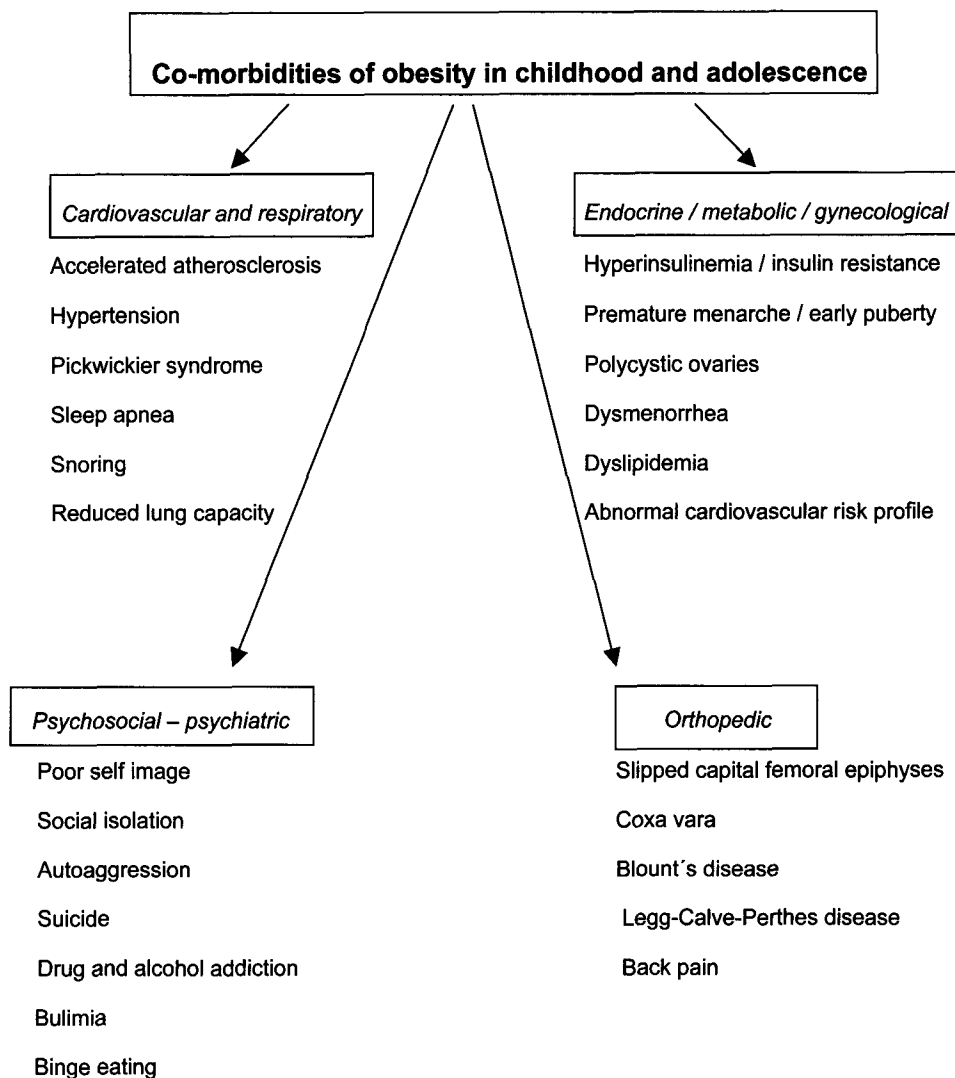 Co-morbidities of obesity in childhood and adolescence
Cardiovascular and respiratory
Accelerated atherosclerosis
Hypertension
Pickwickier syndrome
Sleep apnea
Snoring
Reduced lung capacity
Endocrine / metabolic / gynecological
Hyperinsulinemia / insulin resistance
Premature menarche / early puberty
Polycystic ovaries
Dysmenorrhea
Dyslipidemia
Abnormal cardiovascular risk profile
Psychosocial – psychiatric
Poor self image
Social isolation
Autoaggression
Suicide
Drug and alcohol addiction
Bulimia
Binge eating
Orthopedic
Slipped capital femoral epiphyses
Coxa vara
Blount´s disease
Legg-Calve-Perthes disease
Back pain